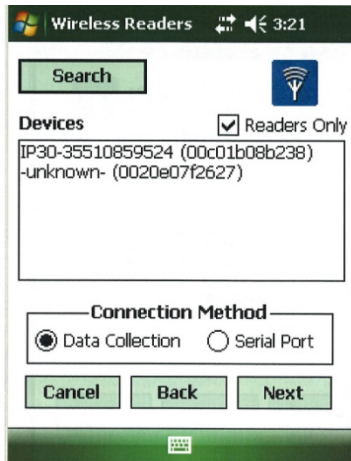 Wireless Readers 3:21
Search
Devices Readers Only
IP30-35510859524 (00c01b08b238)
-unknown- (0020e07f2627)
Connection Method
Data Collection Serial Port
Cancel Back Next